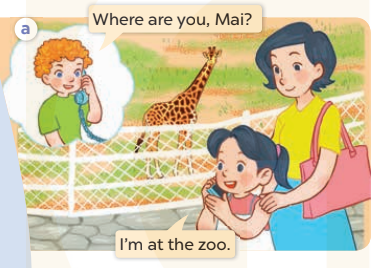 a
Where are you, Mai?
I'm at the zoo.